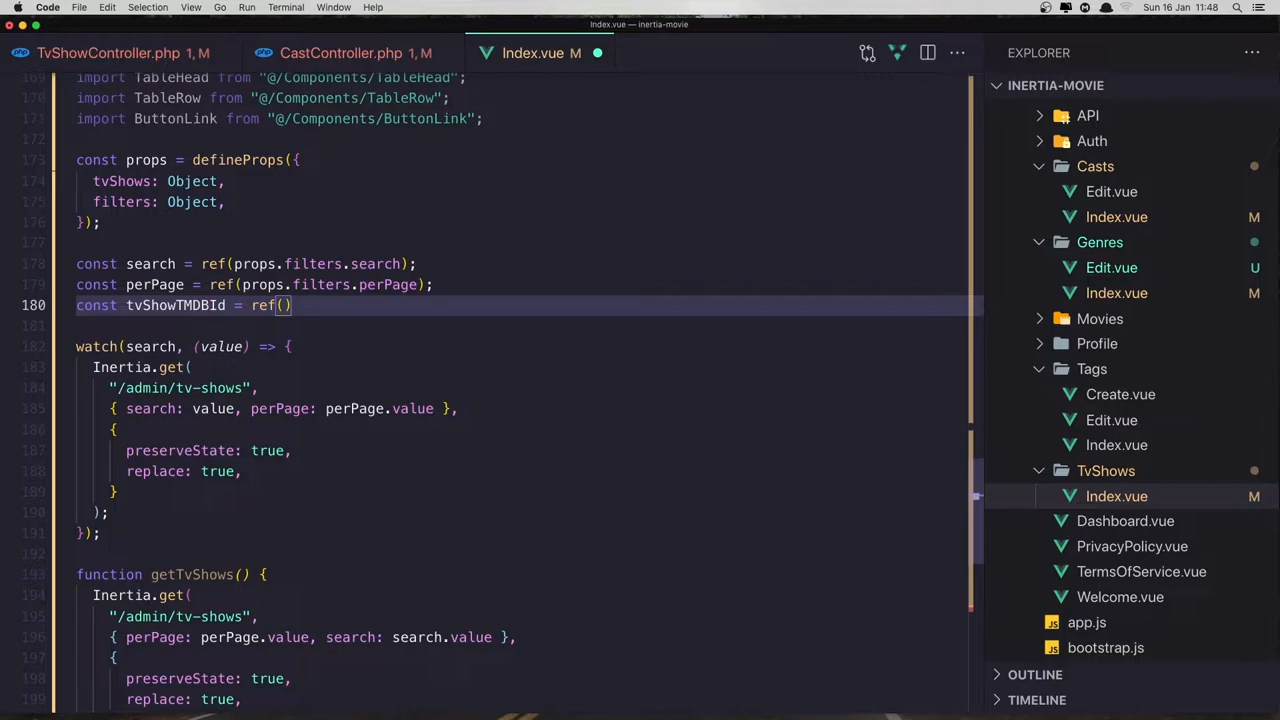 Code File Edit Selection View Go Run Terminal Window Help Sun 16 Jan 11:48
Index.vue — inertia-movie
TvShowController.php 1, M CastController.php 1, M Index.vue M
EXPLORER
INERTIA-MOVIE
API
Auth
Casts
Edit.vue
Index.vue M
Genres
Edit.vue U
Index.vue M
Movies
Profile
Tags
Create.vue
Edit.vue
Index.vue
TvShows
Index.vue M
Dashboard.vue
PrivacyPolicy.vue
TermsOfService.vue
Welcome.vue
JS app.js
JS bootstrap.js
OUTLINE
TIMELINE
169 import TableHead from "@/Components/TableHead";
170 import TableRow from "@/Components/TableRow";
171 import ButtonLink from "@/Components/ButtonLink";
172
173 const props = defineProps({
174 tvShows: Object,
175 filters: Object,
176 });
177
178 const search = ref(props.filters.search);
179 const perPage = ref(props.filters.perPage);
180 const tvShowTMDBId = ref()
181
182 watch(search, (value) => {
183 Inertia.get(
184 "/admin/tv-shows",
185 { search: value, perPage: perPage.value },
186 {
187 preserveState: true,
188 replace: true,
189 }
190 );
191 });
192
193 function getTvShows() {
194 Inertia.get(
195 "/admin/tv-shows",
196 { perPage: perPage.value, search: search.value },
197 {
198 preserveState: true,
199 replace: true,